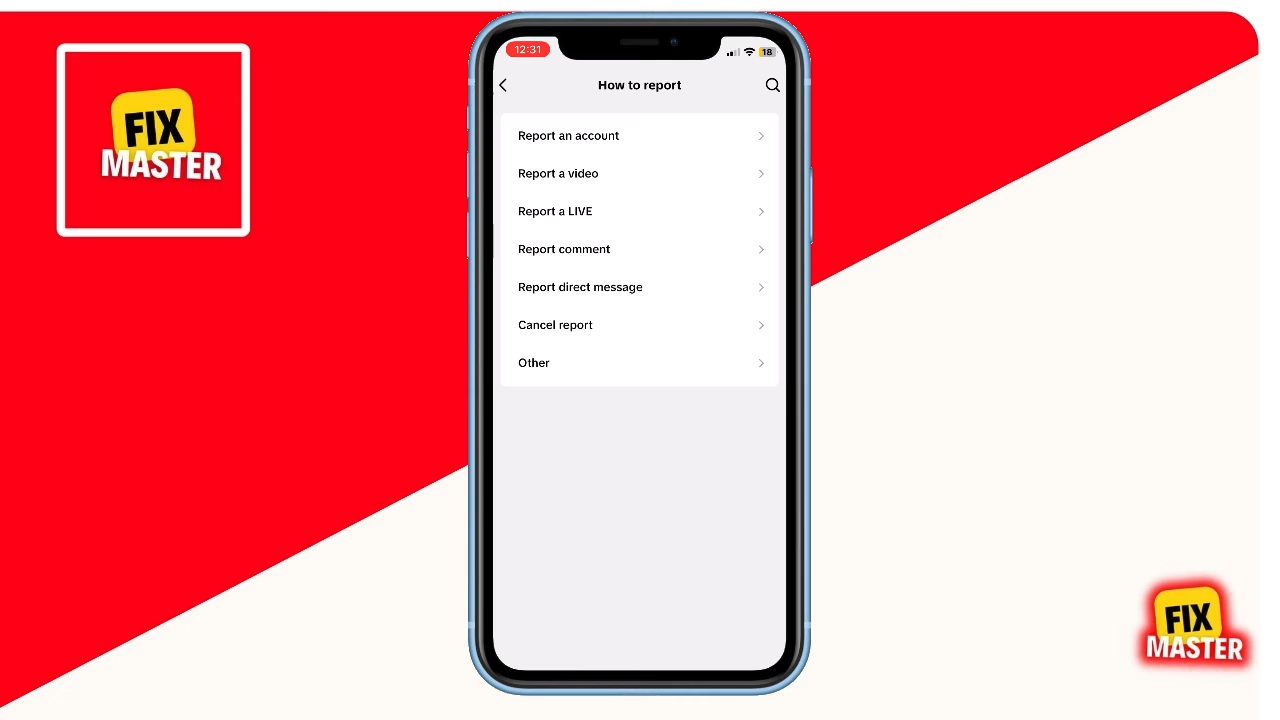 FIX
MASTER
12:31
18
How to report
Report an account
Report a video
Report a LIVE
Report comment
Report direct message
Cancel report
Other
FIX
MASTER